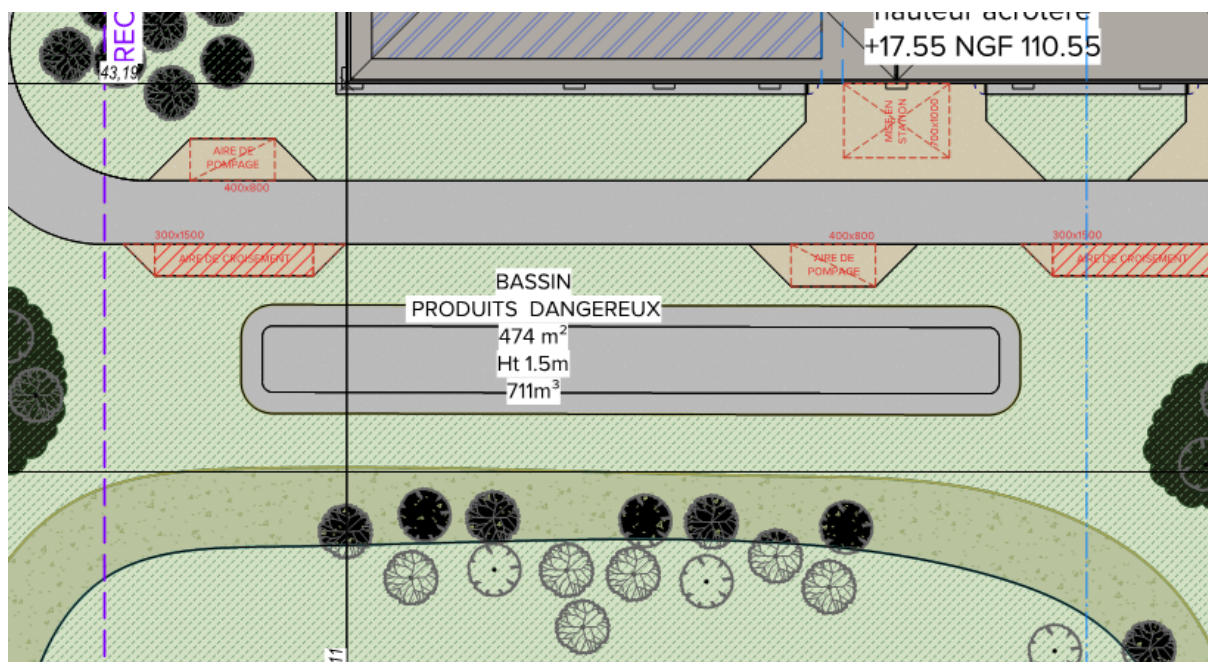 REC
43,19
hauteur acrotère
+17.55 NGF 110.55
AIRE DE
POMPAGE
400x800
MISE EN
STATION
700x1000
300x1500
AIRE DE CROISEMENT
400x800
AIRE DE
POMPAGE
300x1500
AIRE DE CROISEMENT
BASSIN
PRODUITS DANGEREUX
474 m²
Ht 1.5m
711m³
11